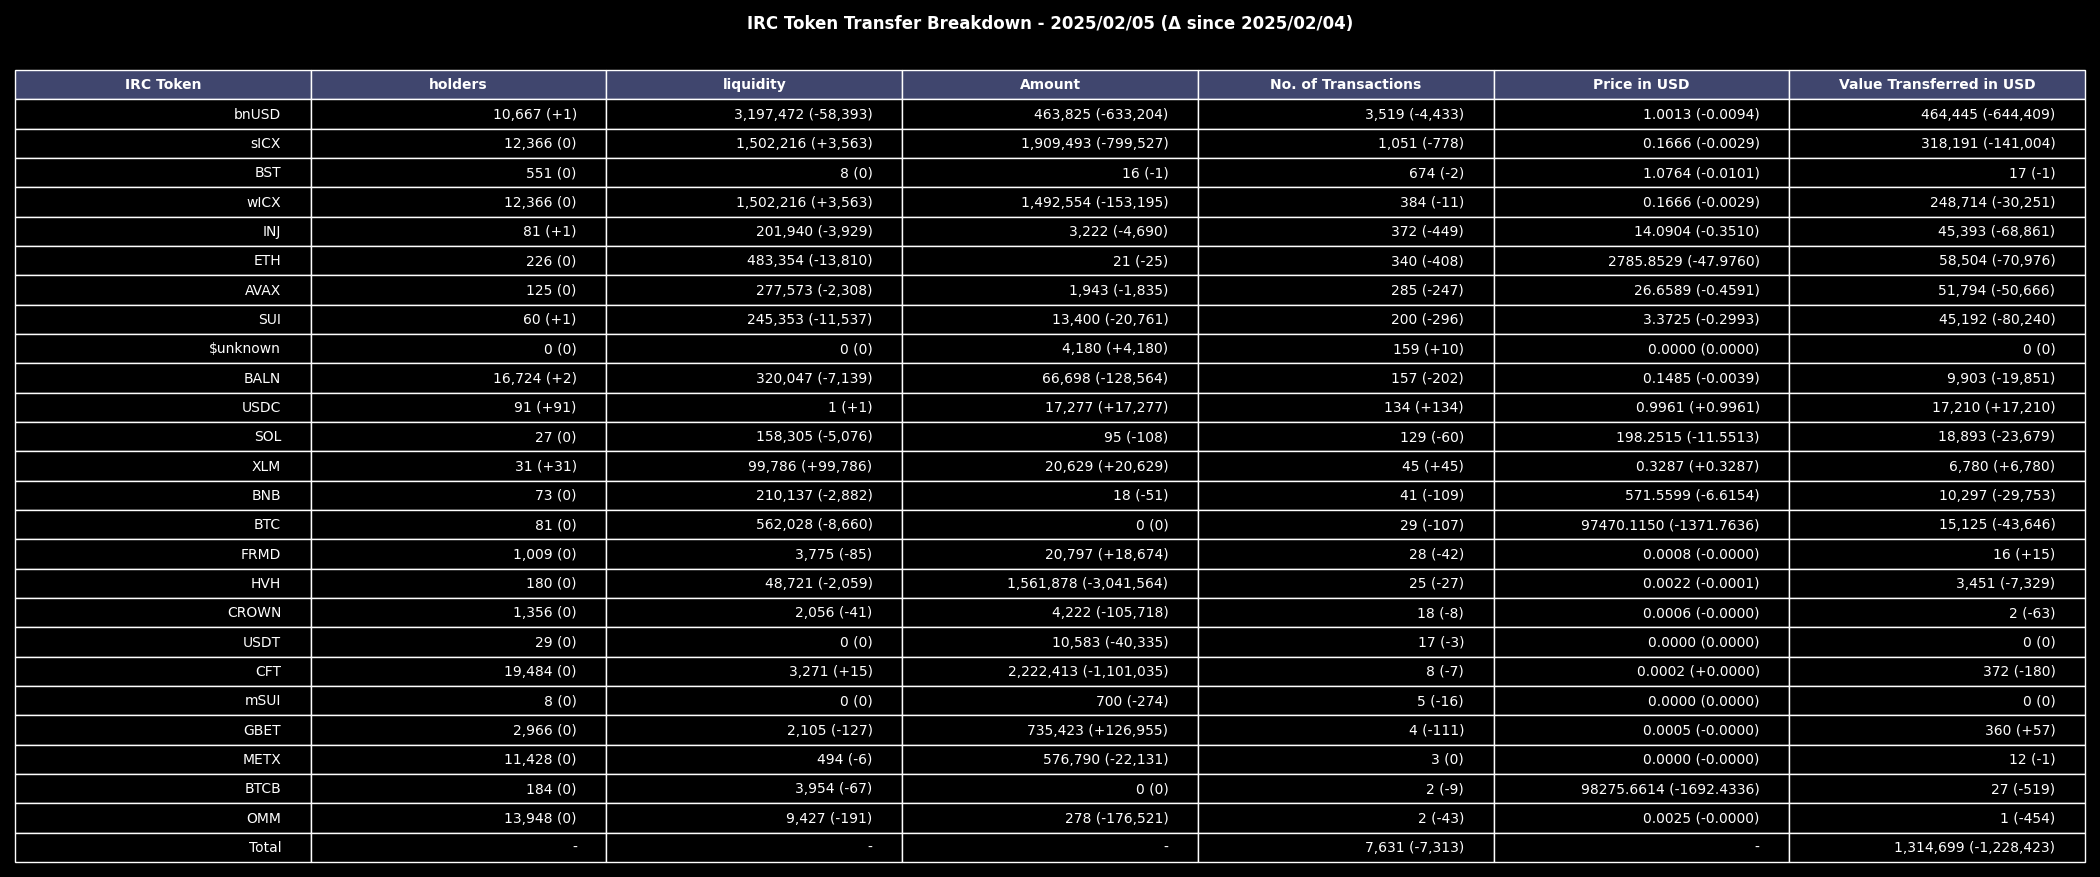 IRC Token Transfer Breakdown - 2025/02/05 (Δ since 2025/02/04)
IRC Token holders liquidity Amount No. of Transactions Price in USD Value Transferred in USD
bnUSD 10,667 (+1) 3,197,472 (-58,393) 463,825 (-633,204) 3,519 (-4,433) 1.0013 (-0.0094) 464,445 (-644,409)
sICX 12,366 (0) 1,502,216 (+3,563) 1,909,493 (-799,527) 1,051 (-778) 0.1666 (-0.0029) 318,191 (-141,004)
BST 551 (0) 8 (0) 16 (-1) 674 (-2) 1.0764 (-0.0101) 17 (-1)
wICX 12,366 (0) 1,502,216 (+3,563) 1,492,554 (-153,195) 384 (-11) 0.1666 (-0.0029) 248,714 (-30,251)
INJ 81 (+1) 201,940 (-3,929) 3,222 (-4,690) 372 (-449) 14.0904 (-0.3510) 45,393 (-68,861)
ETH 226 (0) 483,354 (-13,810) 21 (-25) 340 (-408) 2785.8529 (-47.9760) 58,504 (-70,976)
AVAX 125 (0) 277,573 (-2,308) 1,943 (-1,835) 285 (-247) 26.6589 (-0.4591) 51,794 (-50,666)
SUI 60 (+1) 245,353 (-11,537) 13,400 (-20,761) 200 (-296) 3.3725 (-0.2993) 45,192 (-80,240)
$unknown 0 (0) 0 (0) 4,180 (+4,180) 159 (+10) 0.0000 (0.0000) 0 (0)
BALN 16,724 (+2) 320,047 (-7,139) 66,698 (-128,564) 157 (-202) 0.1485 (-0.0039) 9,903 (-19,851)
USDC 91 (+91) 1 (+1) 17,277 (+17,277) 134 (+134) 0.9961 (+0.9961) 17,210 (+17,210)
SOL 27 (0) 158,305 (-5,076) 95 (-108) 129 (-60) 198.2515 (-11.5513) 18,893 (-23,679)
XLM 31 (+31) 99,786 (+99,786) 20,629 (+20,629) 45 (+45) 0.3287 (+0.3287) 6,780 (+6,780)
BNB 73 (0) 210,137 (-2,882) 18 (-51) 41 (-109) 571.5599 (-6.6154) 10,297 (-29,753)
BTC 81 (0) 562,028 (-8,660) 0 (0) 29 (-107) 97470.1150 (-1371.7636) 15,125 (-43,646)
FRMD 1,009 (0) 3,775 (-85) 20,797 (+18,674) 28 (-42) 0.0008 (-0.0000) 16 (+15)
HVH 180 (0) 48,721 (-2,059) 1,561,878 (-3,041,564) 25 (-27) 0.0022 (-0.0001) 3,451 (-7,329)
CROWN 1,356 (0) 2,056 (-41) 4,222 (-105,718) 18 (-8) 0.0006 (-0.0000) 2 (-63)
USDT 29 (0) 0 (0) 10,583 (-40,335) 17 (-3) 0.0000 (0.0000) 0 (0)
CFT 19,484 (0) 3,271 (+15) 2,222,413 (-1,101,035) 8 (-7) 0.0002 (+0.0000) 372 (-180)
mSUI 8 (0) 0 (0) 700 (-274) 5 (-16) 0.0000 (0.0000) 0 (0)
GBET 2,966 (0) 2,105 (-127) 735,423 (+126,955) 4 (-111) 0.0005 (-0.0000) 360 (+57)
METX 11,428 (0) 494 (-6) 576,790 (-22,131) 3 (0) 0.0000 (-0.0000) 12 (-1)
BTCB 184 (0) 3,954 (-67) 0 (0) 2 (-9) 98275.6614 (-1692.4336) 27 (-519)
OMM 13,948 (0) 9,427 (-191) 278 (-176,521) 2 (-43) 0.0025 (-0.0000) 1 (-454)
Total - - - 7,631 (-7,313) - 1,314,699 (-1,228,423)